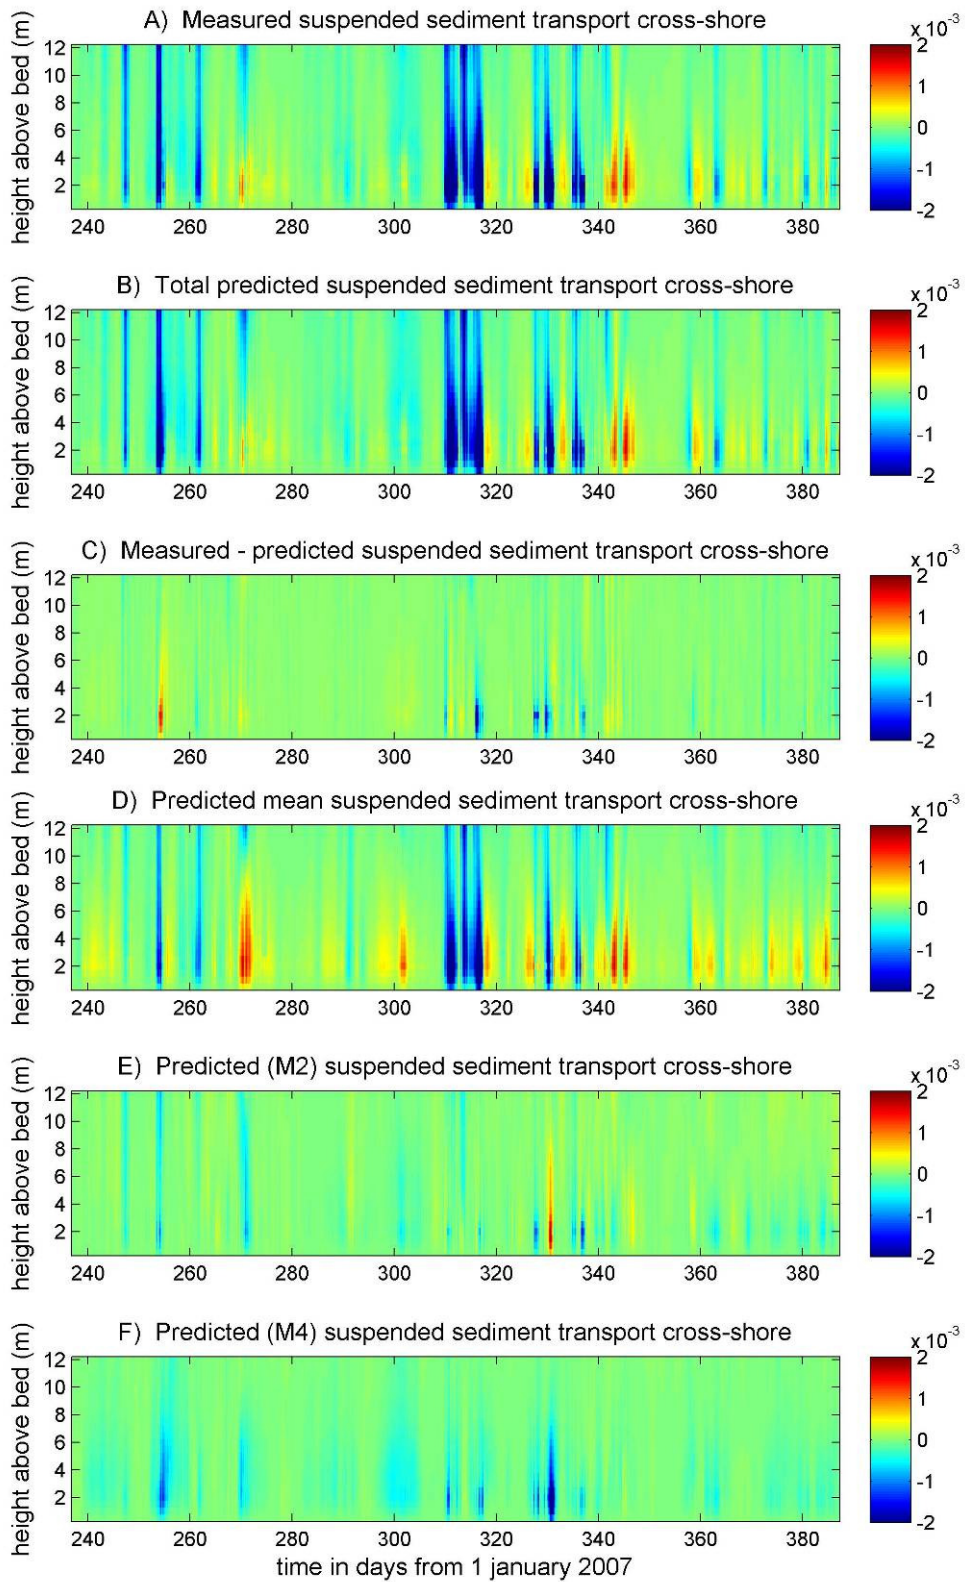 A) Measured suspended sediment transport cross-shore
x 10-3
height above bed (m)
12
10
8
6
4
2
240 260 280 300 320 340 360 380
2
1
0
-1
-2
B) Total predicted suspended sediment transport cross-shore
x 10-3
height above bed (m)
12
10
8
6
4
2
240 260 280 300 320 340 360 380
2
1
0
-1
-2
C) Measured - predicted suspended sediment transport cross-shore
x 10-3
height above bed (m)
12
10
8
6
4
2
240 260 280 300 320 340 360 380
2
1
0
-1
-2
D) Predicted mean suspended sediment transport cross-shore
x 10-3
height above bed (m)
12
10
8
6
4
2
240 260 280 300 320 340 360 380
2
1
0
-1
-2
E) Predicted (M2) suspended sediment transport cross-shore
x 10-3
height above bed (m)
12
10
8
6
4
2
240 260 280 300 320 340 360 380
2
1
0
-1
-2
F) Predicted (M4) suspended sediment transport cross-shore
x 10-3
height above bed (m)
12
10
8
6
4
2
240 260 280 300 320 340 360 380
2
1
0
-1
-2
time in days from 1 january 2007